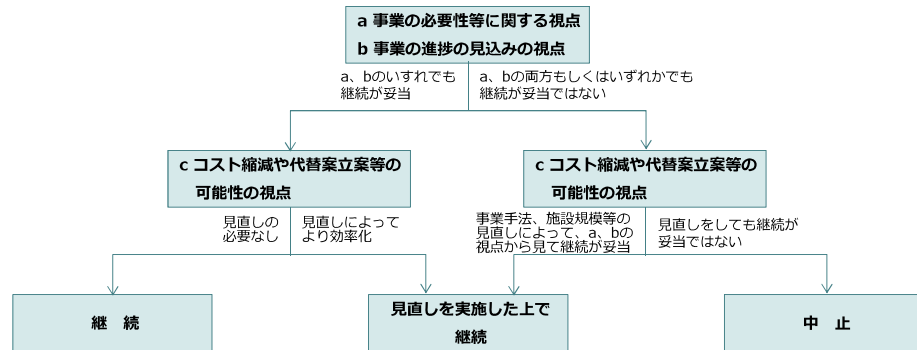 a 事業の必要性等に関する視点
b 事業の進捗の見込みの視点
a、bのいずれでも
継続が妥当
a、bの両方もしくはいずれかでも
継続が妥当ではない
c コスト縮減や代替案立案等の
可能性の視点
c コスト縮減や代替案立案等の
可能性の視点
見直しの
必要なし
見直しによって
より効率化
事業手法、施設規模等の
見直しによって、a、bの
視点から見て継続が妥当
見直しをしても継続が
妥当ではない
継　続
見直しを実施した上で
継続
中　止